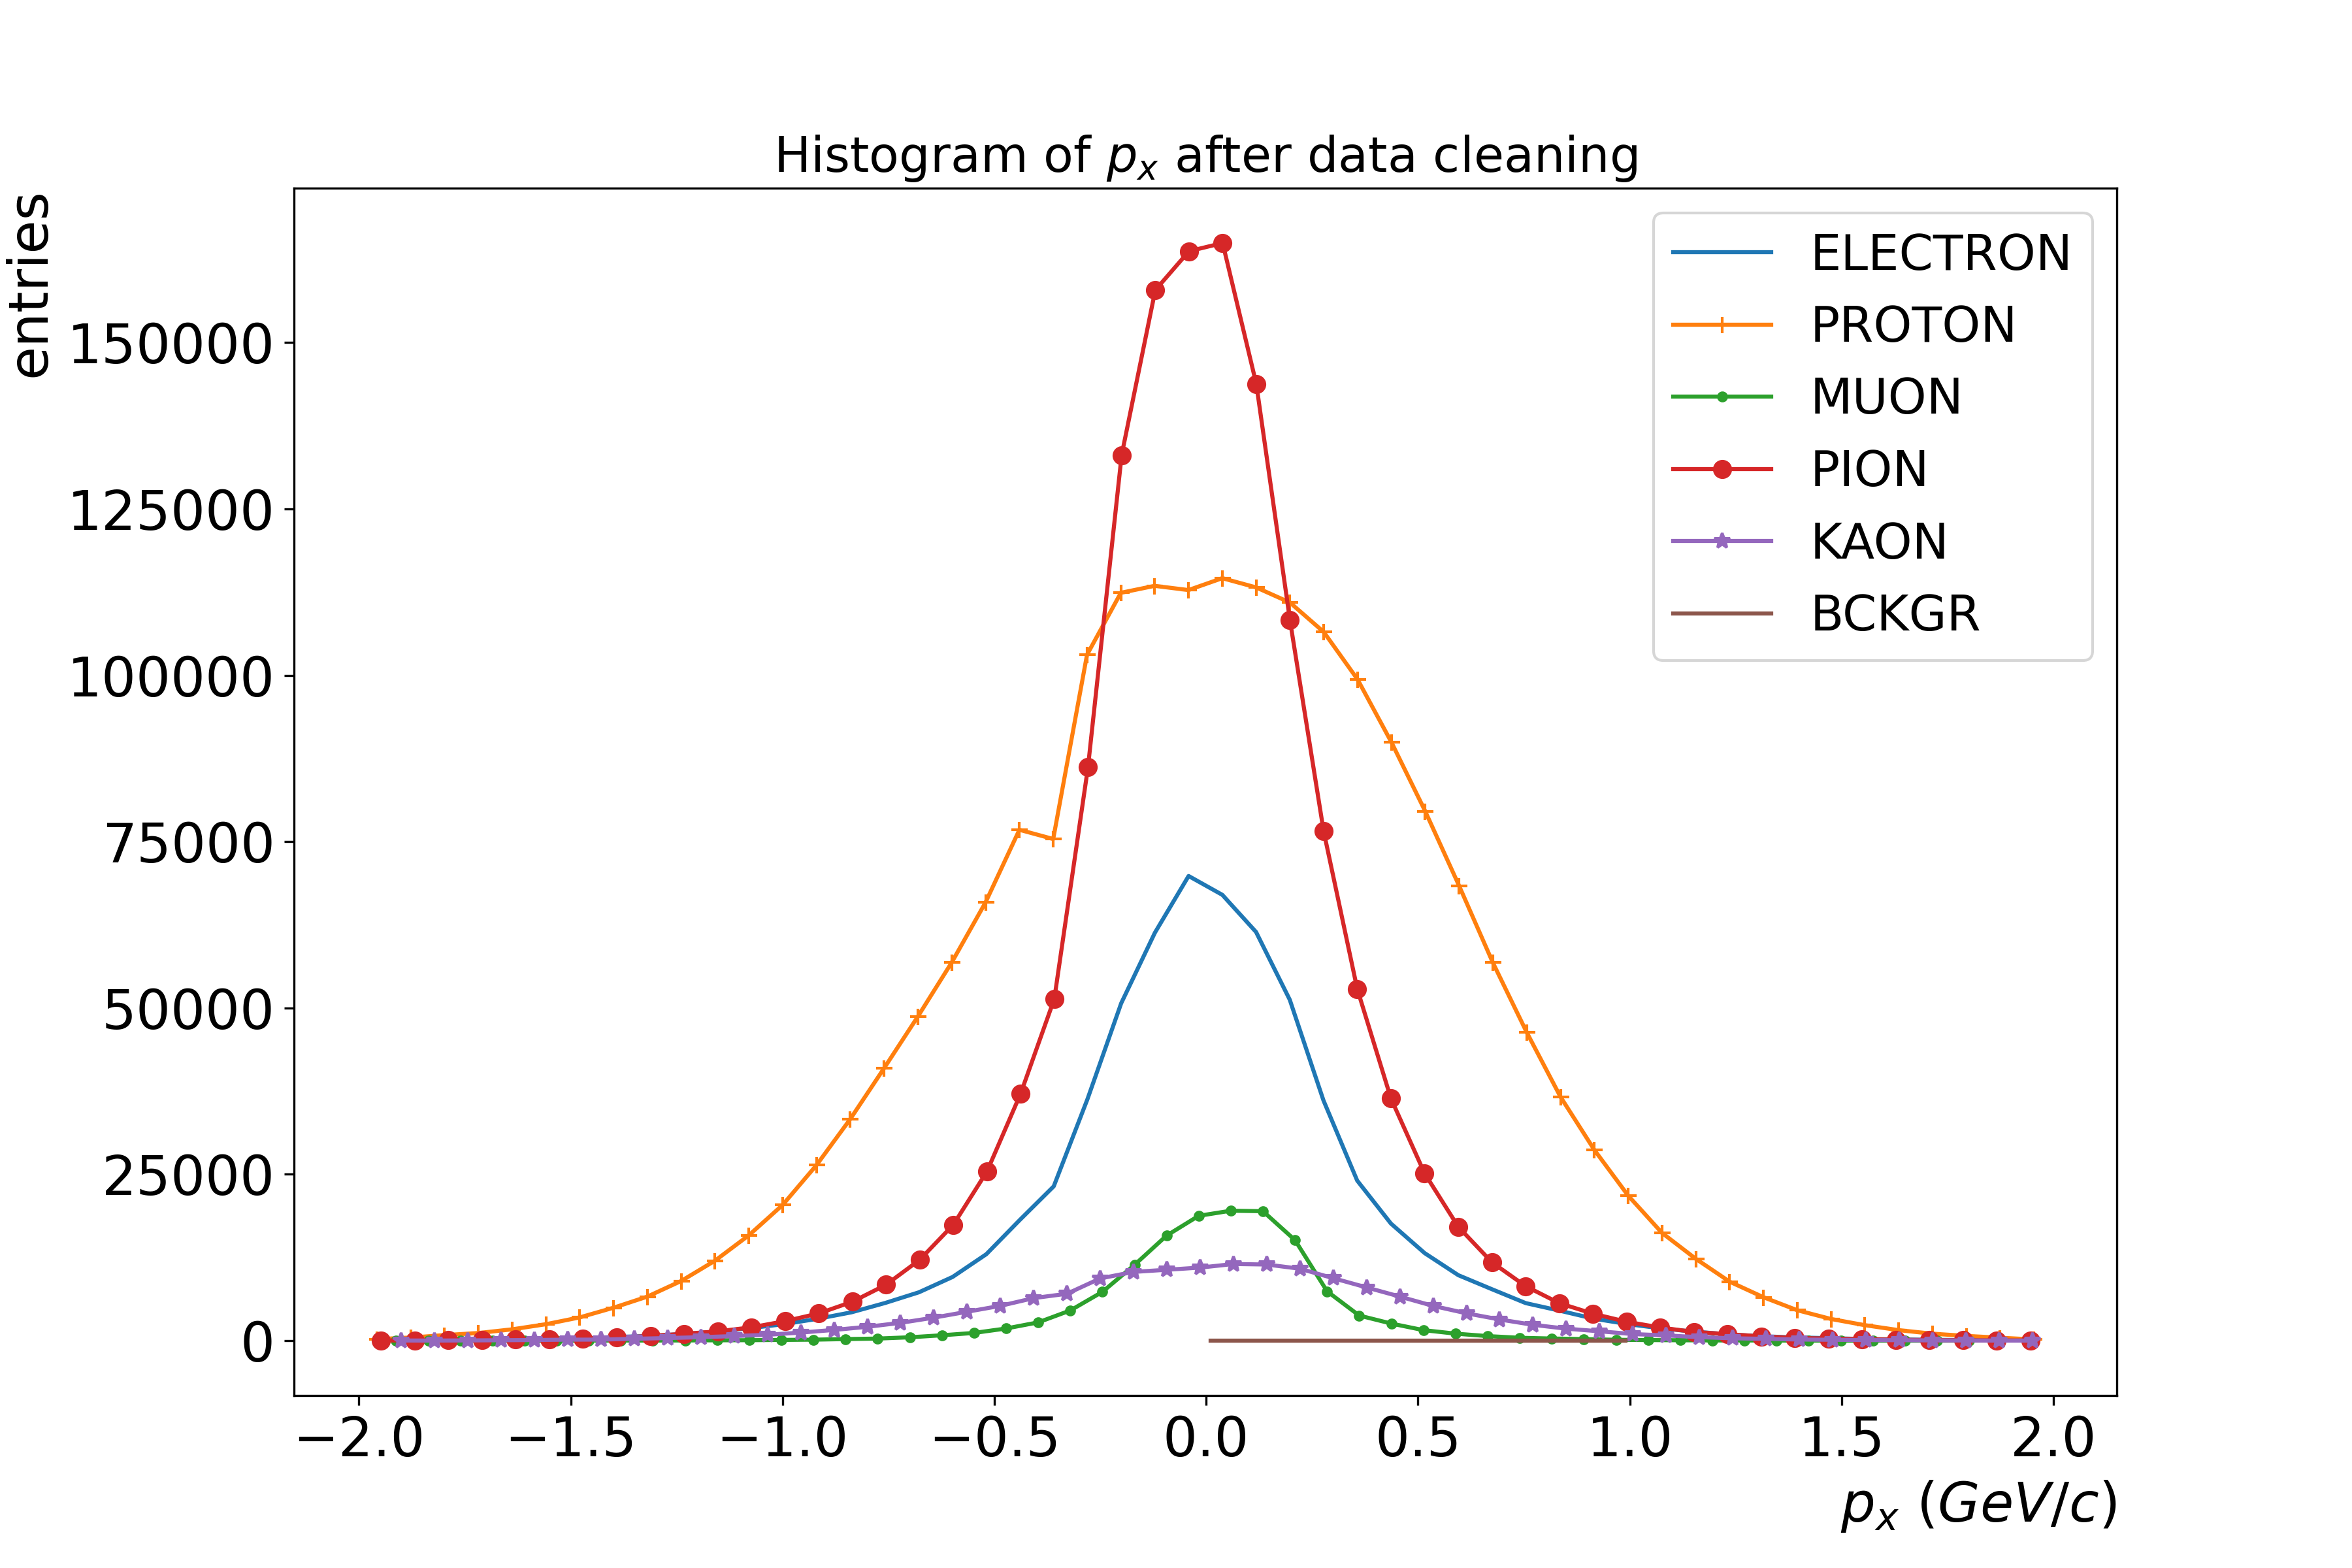 Histogram of pₓ after data cleaning
entries
150000
125000
100000
75000
50000
25000
0
−2.0 −1.5 −1.0 −0.5 0.0 0.5 1.0 1.5 2.0
pₓ (GeV/c)
ELECTRON
PROTON
MUON
PION
KAON
BCKGR